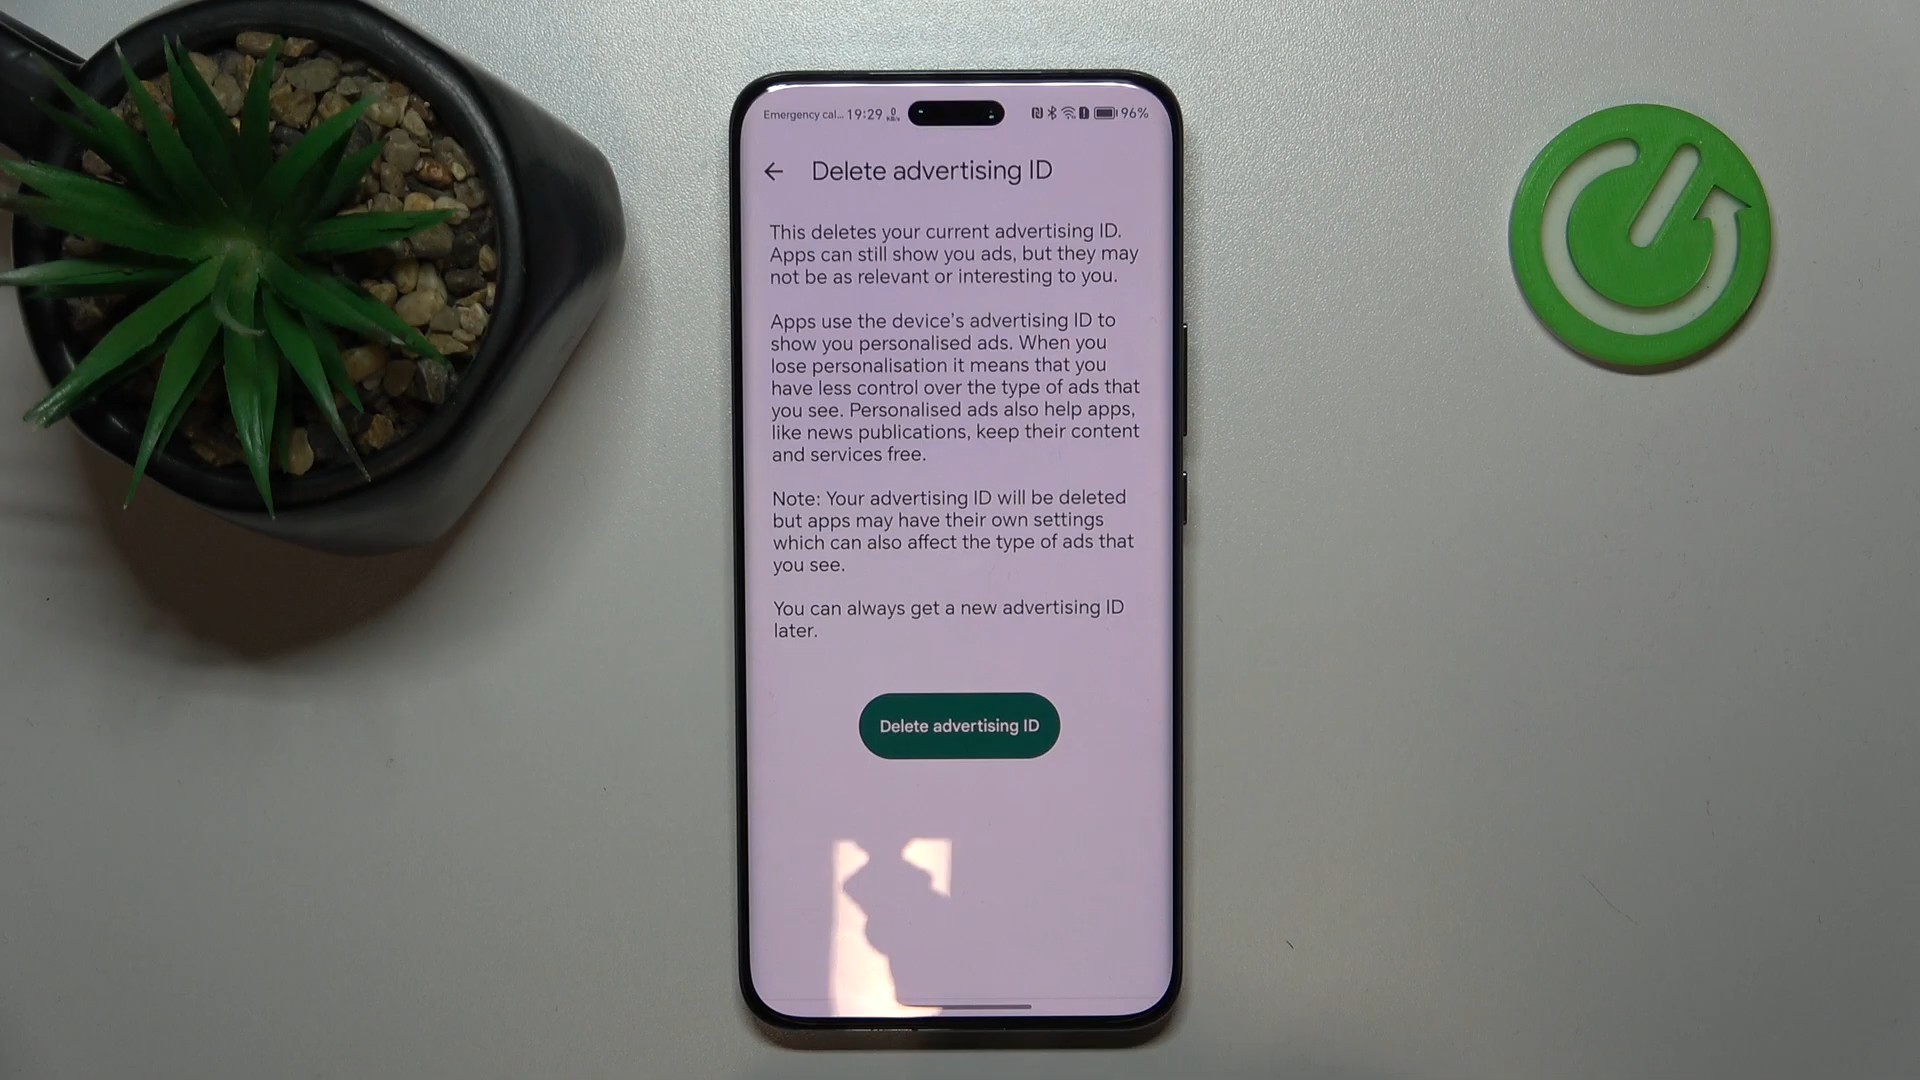 Emergency cal... 19:29 0 KB/s 96%
Delete advertising ID
This deletes your current advertising ID.
Apps can still show you ads, but they may
not be as relevant or interesting to you.
Apps use the device's advertising ID to
show you personalised ads. When you
lose personalisation it means that you
have less control over the type of ads that
you see. Personalised ads also help apps,
like news publications, keep their content
and services free.
Note: Your advertising ID will be deleted
but apps may have their own settings
which can also affect the type of ads that
you see.
You can always get a new advertising ID
later.
Delete advertising ID